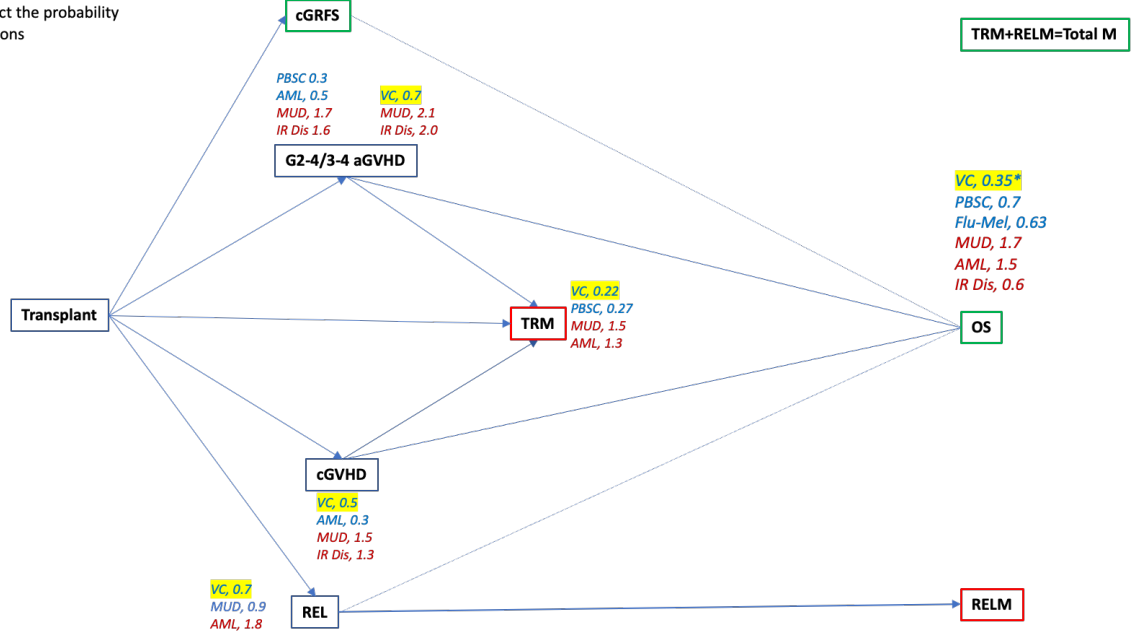 ct the probability
ons
cGRFS
TRM+RELM=Total M
PBSC 0.3
AML, 0.5
MUD, 1.7
IR Dis 1.6
VC, 0.7
MUD, 2.1
IR Dis, 2.0
G2-4/3-4 aGVHD
VC, 0.35*
PBSC, 0.7
Flu-Mel, 0.63
MUD, 1.7
AML, 1.5
IR Dis, 0.6
Transplant
TRM
VC, 0.22
PBSC, 0.27
MUD, 1.5
AML, 1.3
OS
cGVHD
VC, 0.5
AML, 0.3
MUD, 1.5
IR Dis, 1.3
VC, 0.7
MUD, 0.9
AML, 1.8
REL
RELM